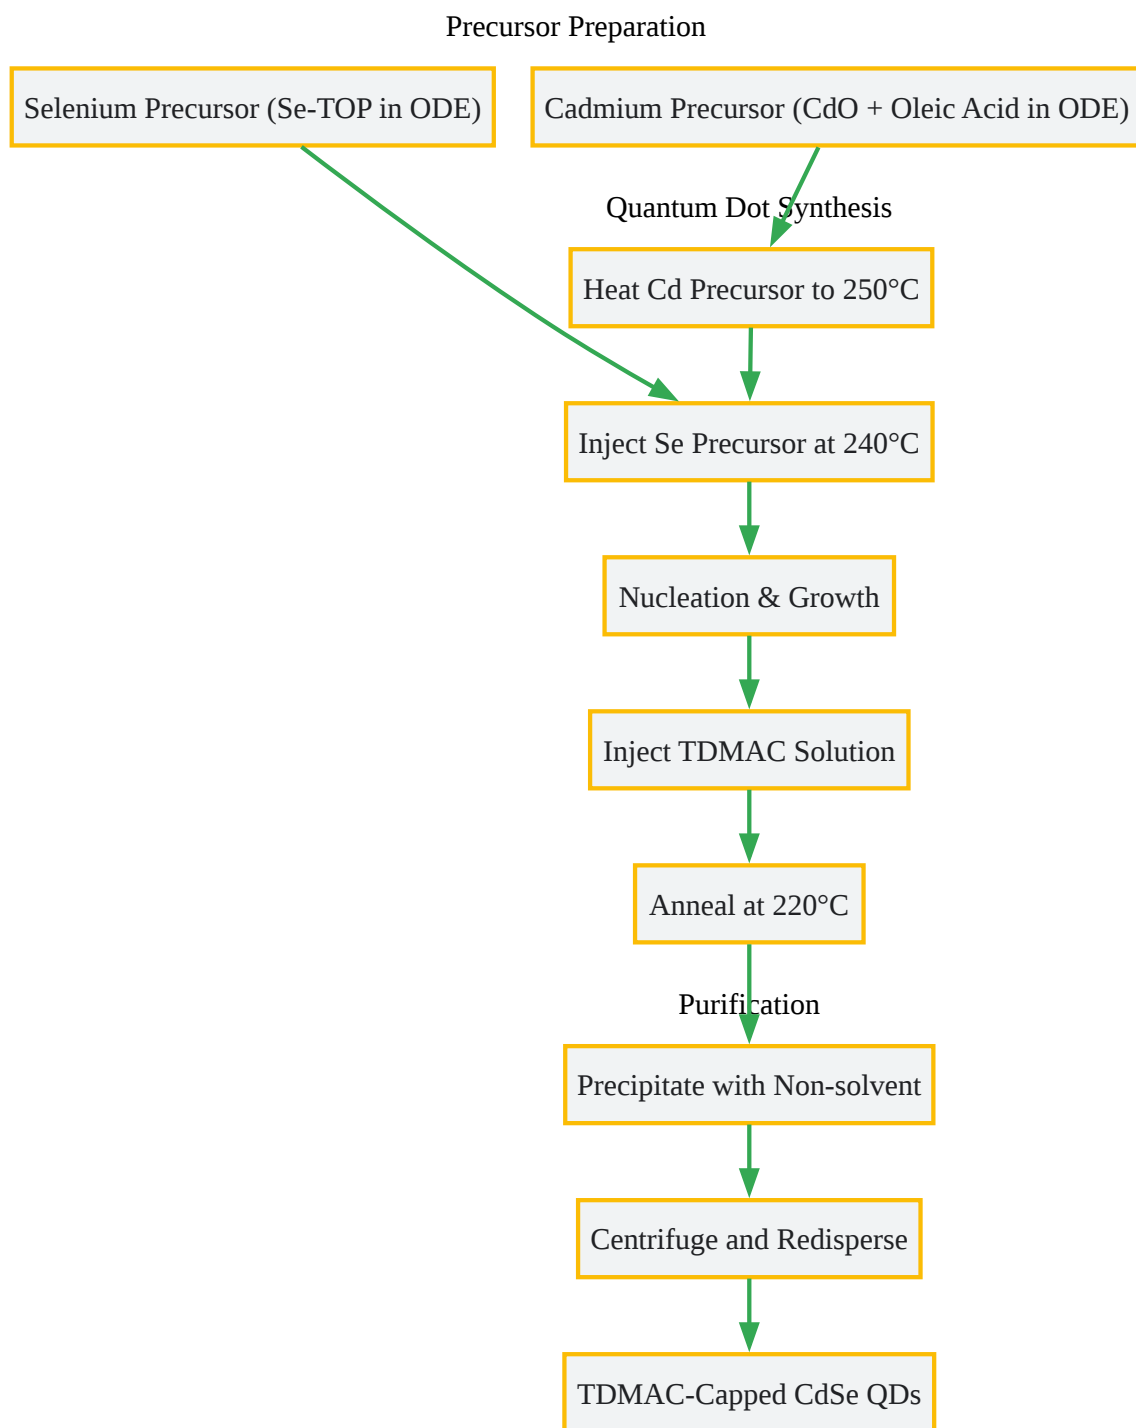 Precursor Preparation
Selenium Precursor (Se-TOP in ODE)
Cadmium Precursor (CdO + Oleic Acid in ODE)
Quantum Dot Synthesis
Heat Cd Precursor to 250°C
Inject Se Precursor at 240°C
Nucleation & Growth
Inject TDMAC Solution
Anneal at 220°C
Purification
Precipitate with Non-solvent
Centrifuge and Redisperse
TDMAC-Capped CdSe QDs